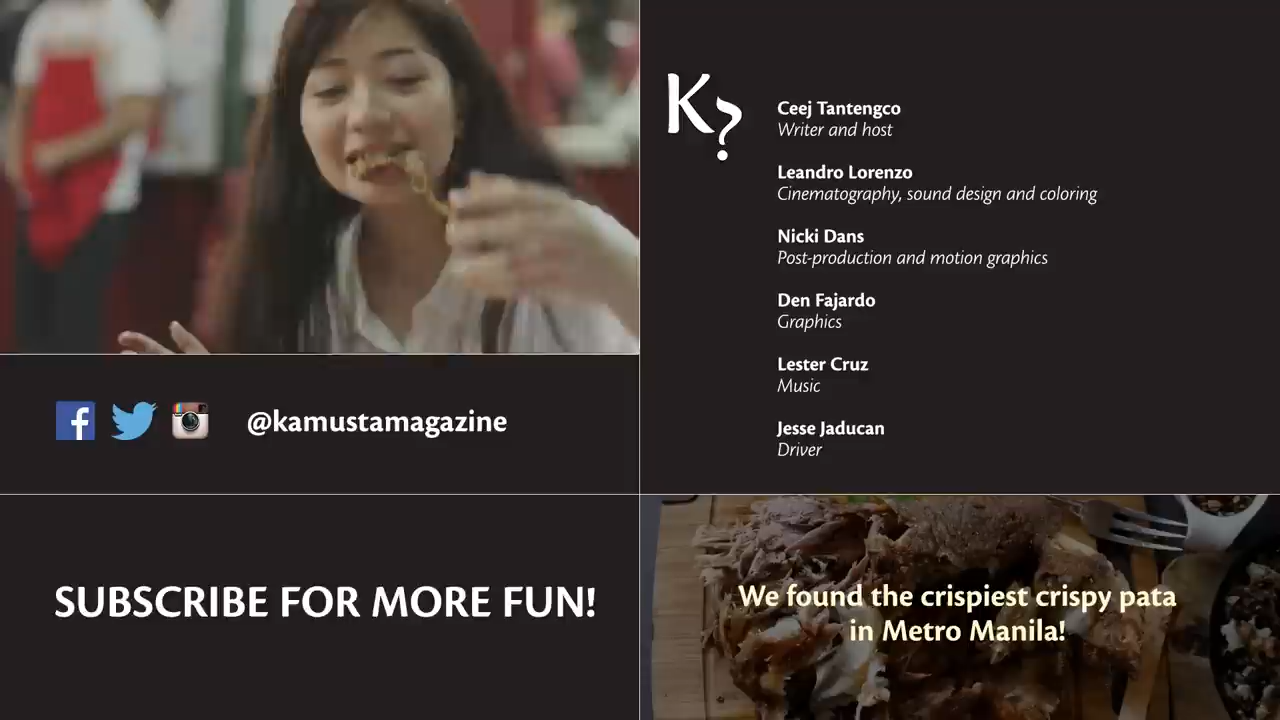 @kamustamagazine
K?
Ceej Tantengco
Writer and host
Leandro Lorenzo
Cinematography, sound design and coloring
Nicki Dans
Post-production and motion graphics
Den Fajardo
Graphics
Lester Cruz
Music
Jesse Jaducan
Driver
SUBSCRIBE FOR MORE FUN!
We found the crispiest crispy pata
in Metro Manila!